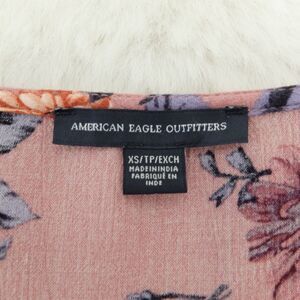 AMERICAN EAGLE OUTFITTERS
XS/TP/EXCH
MADE IN INDIA
FABRIQUÉ EN
INDE